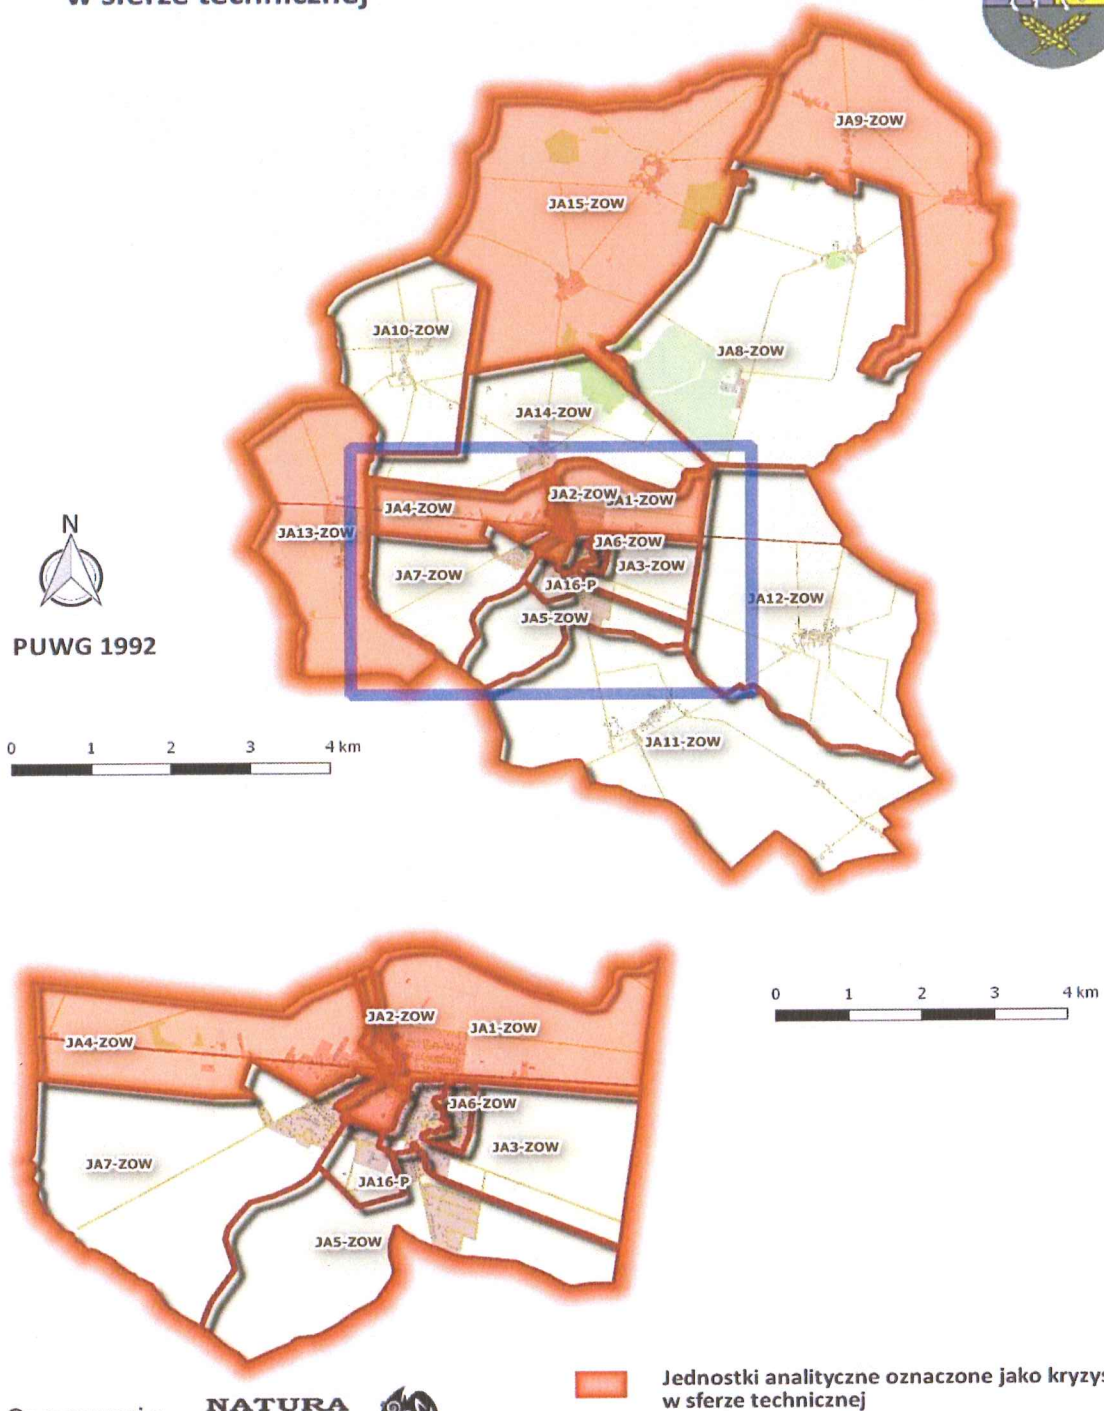 w sferze technicznej
JA9-ZOW
JA15-ZOW
JA10-ZOW
JA8-ZOW
JA14-ZOW
JA2-ZOW
JA1-ZOW
JA4-ZOW
JA13-ZOW
JA6-ZOW
JA3-ZOW
JA7-ZOW
JA16-P
JA12-ZOW
JA5-ZOW
JA11-ZOW
N
PUWG 1992
0 1 2 3 4 km
0 1 2 3 4 km
JA2-ZOW
JA1-ZOW
JA4-ZOW
JA6-ZOW
JA3-ZOW
JA7-ZOW
JA16-P
JA5-ZOW
Jednostki analityczne oznaczone jako kryzys
w sferze technicznej
NATURA